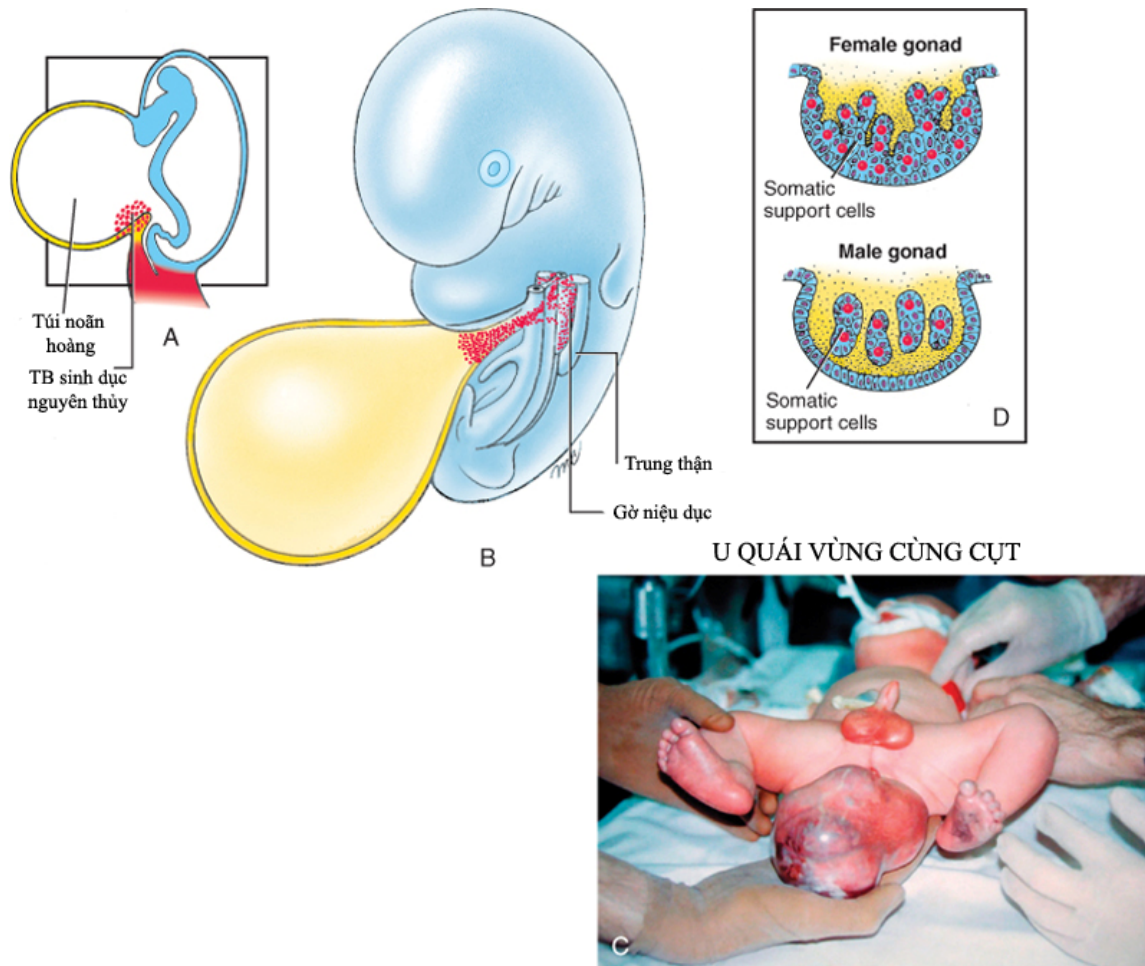 Túi noãn
hoàng
TB sinh dục
nguyên thủy
A
B
Trung thận
Gờ niệu dục
Female gonad
Somatic
support cells
Male gonad
Somatic
support cells
D
U QUÁI VÙNG CÙNG CỤT
C